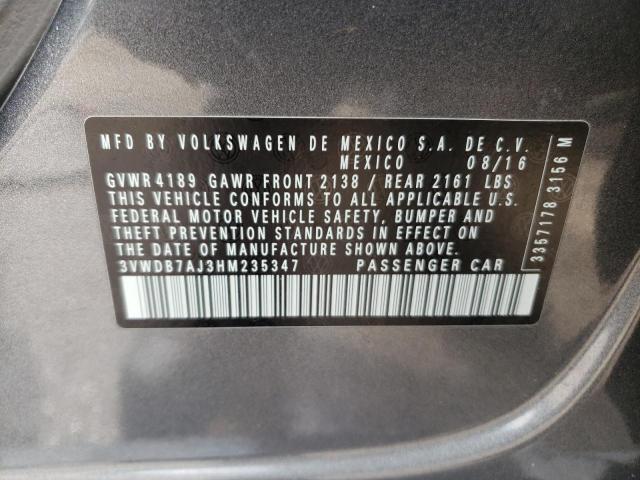 MFD BY VOLKSWAGEN DE MEXICO S.A. DE C.V.
MEXICO 08/16
GVWR 4189 GAWR FRONT 2138 / REAR 2161 LBS
THIS VEHICLE CONFORMS TO ALL APPLICABLE U.S.
FEDERAL MOTOR VEHICLE SAFETY, BUMPER AND
THEFT PREVENTION STANDARDS IN EFFECT ON
THE DATE OF MANUFACTURE SHOWN ABOVE.
3VWDB7AJ3HM235347 PASSENGER CAR
3357178 3156 M